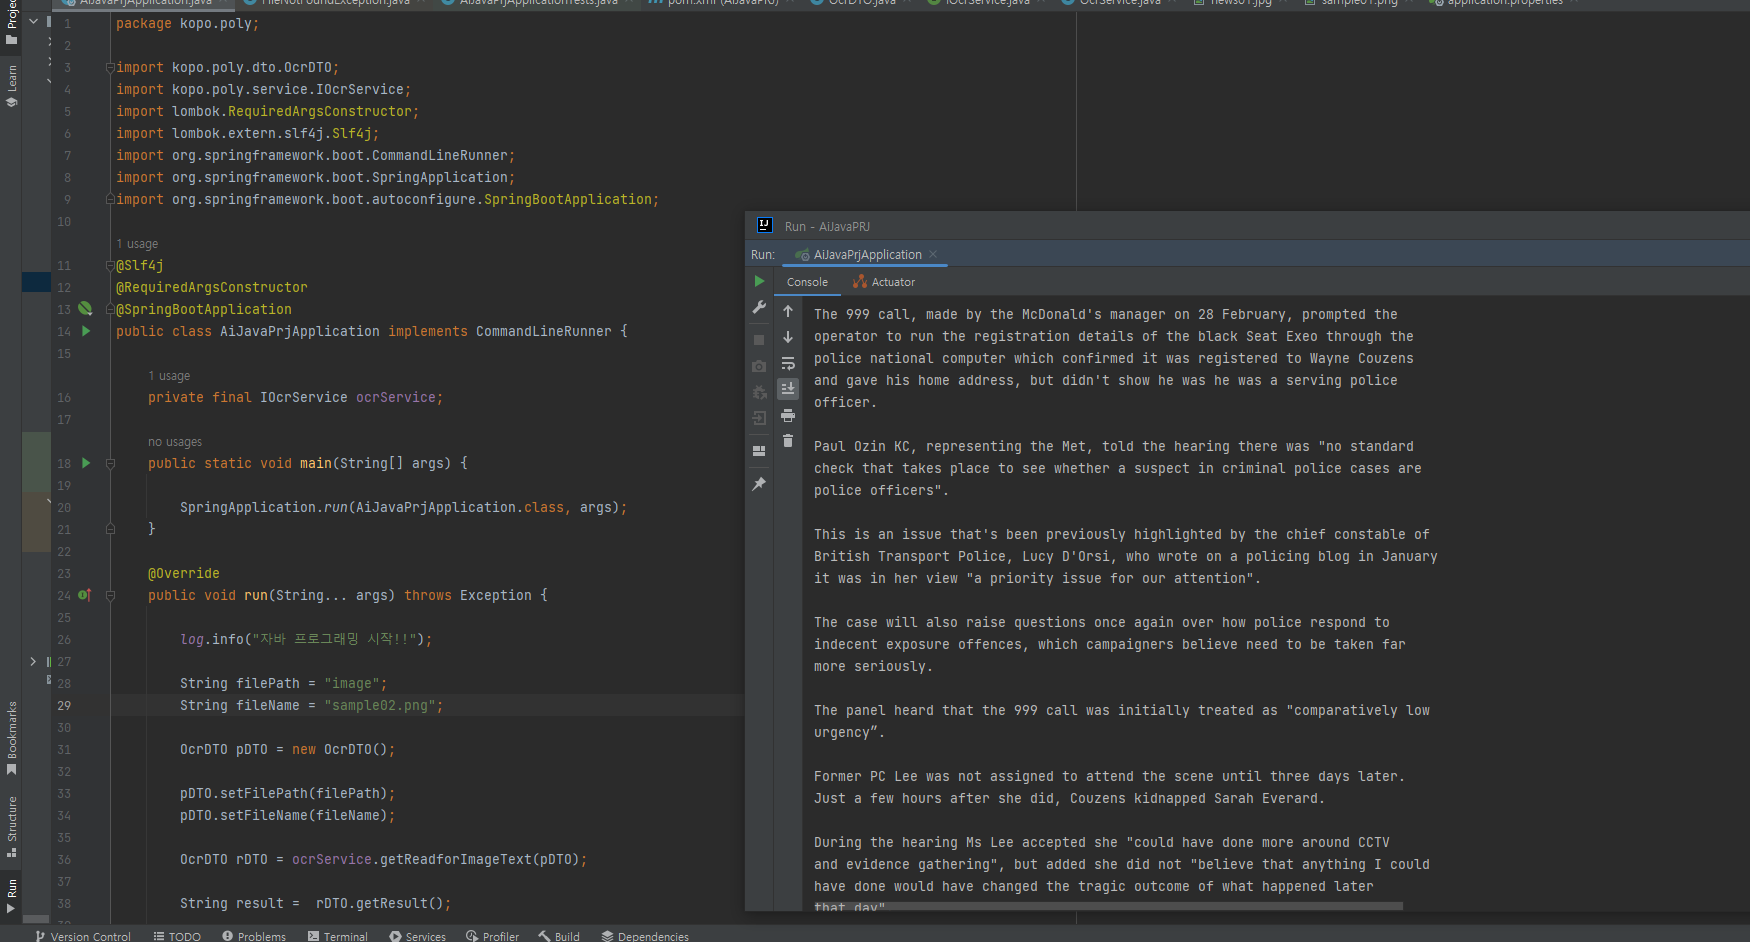 AiJavaPrjApplication.java
FileNotFoundException.java
AiJavaPrjApplicationTests.java
pom.xml (AiJavaPRJ)
OcrDTO.java
IOcrService.java
OcrService.java
news01.jpg
sample01.png
application.properties
Project
Learn
Bookmarks
Structure
Run
1 package kopo.poly;
2
3 import kopo.poly.dto.OcrDTO;
4 import kopo.poly.service.IOcrService;
5 import lombok.RequiredArgsConstructor;
6 import lombok.extern.slf4j.Slf4j;
7 import org.springframework.boot.CommandLineRunner;
8 import org.springframework.boot.SpringApplication;
9 import org.springframework.boot.autoconfigure.SpringBootApplication;
10
1 usage
11 @Slf4j
12 @RequiredArgsConstructor
13 @SpringBootApplication
14 public class AiJavaPrjApplication implements CommandLineRunner {
15
1 usage
16 private final IOcrService ocrService;
17
no usages
18 public static void main(String[] args) {
19
20 SpringApplication.run(AiJavaPrjApplication.class, args);
21 }
22
23 @Override
24 public void run(String... args) throws Exception {
25
26 log.info("자바 프로그래밍 시작!!");
27
28 String filePath = "image";
29 String fileName = "sample02.png";
30
31 OcrDTO pDTO = new OcrDTO();
32
33 pDTO.setFilePath(filePath);
34 pDTO.setFileName(fileName);
35
36 OcrDTO rDTO = ocrService.getReadforImageText(pDTO);
37
38 String result =  rDTO.getResult();
39
Run - AiJavaPRJ
Run: AiJavaPrjApplication
Console Actuator
The 999 call, made by the McDonald's manager on 28 February, prompted the
operator to run the registration details of the black Seat Exeo through the
police national computer which confirmed it was registered to Wayne Couzens
and gave his home address, but didn't show he was he was a serving police
officer.
Paul Ozin KC, representing the Met, told the hearing there was "no standard
check that takes place to see whether a suspect in criminal police cases are
police officers".
This is an issue that's been previously highlighted by the chief constable of
British Transport Police, Lucy D'Orsi, who wrote on a policing blog in January
it was in her view "a priority issue for our attention".
The case will also raise questions once again over how police respond to
indecent exposure offences, which campaigners believe need to be taken far
more seriously.
The panel heard that the 999 call was initially treated as "comparatively low
urgency”.
Former PC Lee was not assigned to attend the scene until three days later.
Just a few hours after she did, Couzens kidnapped Sarah Everard.
During the hearing Ms Lee accepted she "could have done more around CCTV
and evidence gathering", but added she did not "believe that anything I could
have done would have changed the tragic outcome of what happened later
that day"
Version Control TODO Problems Terminal Services Profiler Build Dependencies